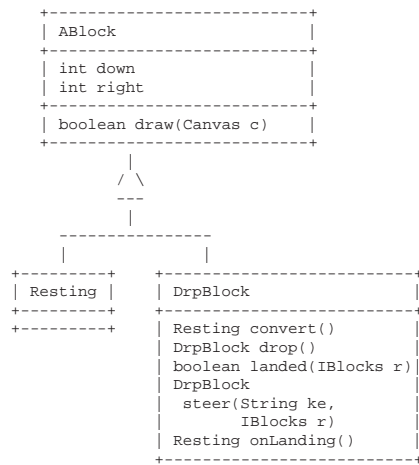 ABlock
int down
int right
boolean draw(Canvas c)
Resting
DrpBlock
Resting convert()
DrpBlock drop()
boolean landed(IBlocks r)
DrpBlock
steer(String ke,
IBlocks r)
Resting onLanding()